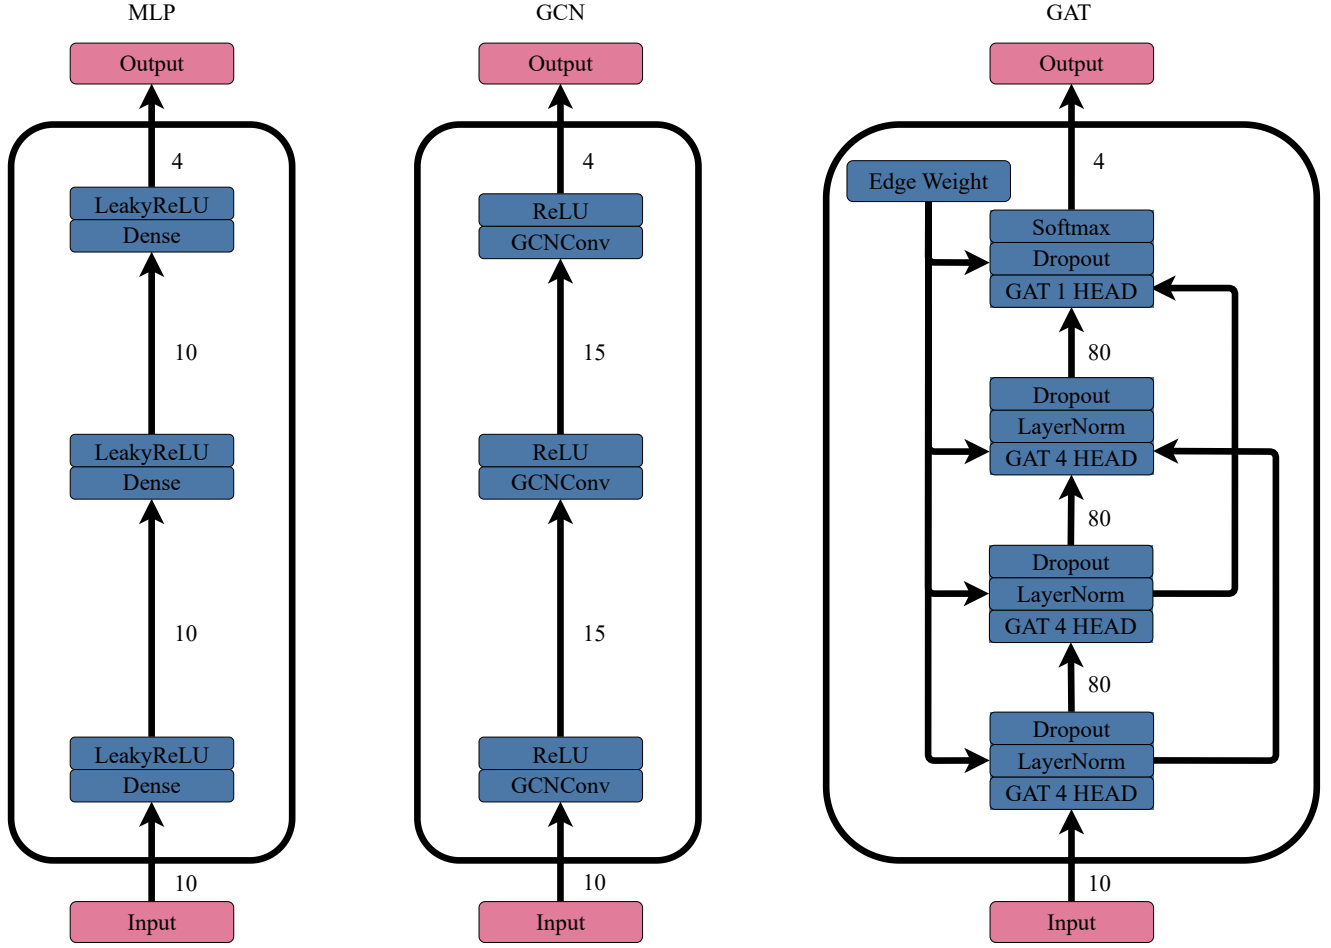 MLP
Output
4
LeakyReLU
Dense
10
LeakyReLU
Dense
10
LeakyReLU
Dense
10
Input
GCN
Output
4
ReLU
GCNConv
15
ReLU
GCNConv
15
ReLU
GCNConv
10
Input
GAT
Output
4
Edge Weight
Softmax
Dropout
GAT 1 HEAD
80
Dropout
LayerNorm
GAT 4 HEAD
80
Dropout
LayerNorm
GAT 4 HEAD
80
Dropout
LayerNorm
GAT 4 HEAD
10
Input